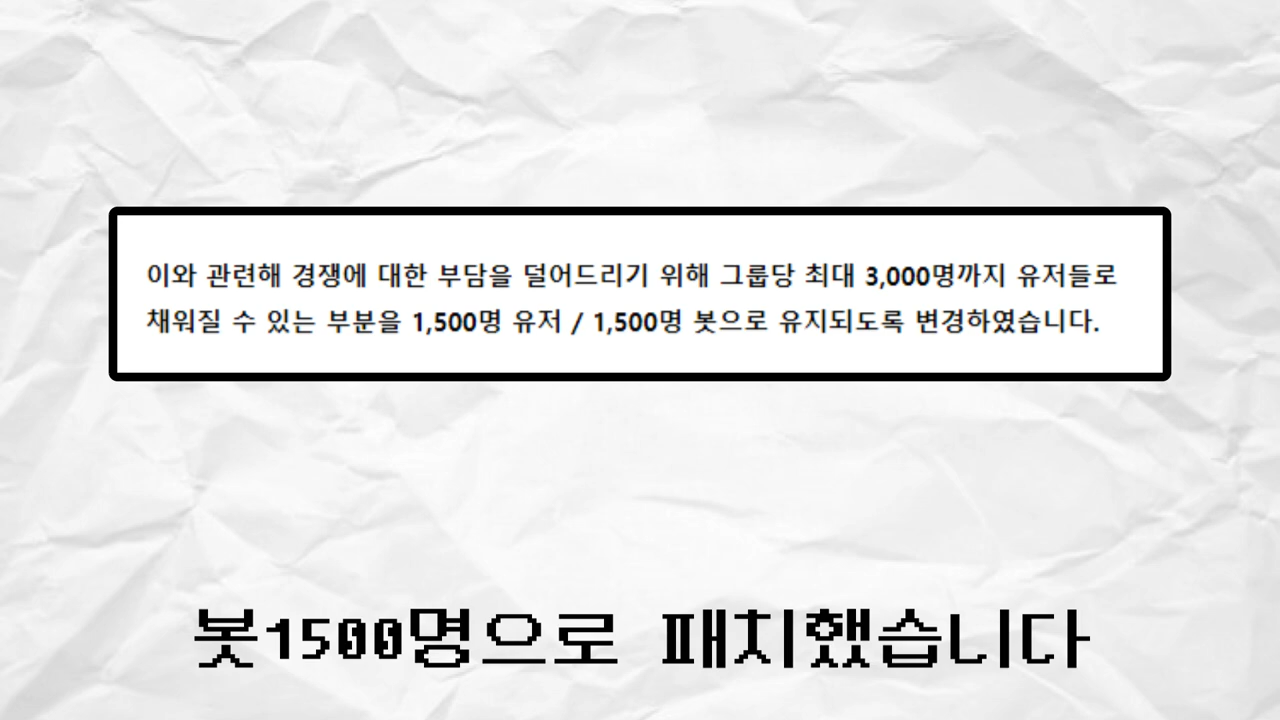 이와 관련해 경쟁에 대한 부담을 덜어드리기 위해 그룹당 최대 3,000명까지 유저들로
채워질 수 있는 부분을 1,500명 유저 / 1,500명 봇으로 유지되도록 변경하였습니다.
봇1500명으로 패치했습니다